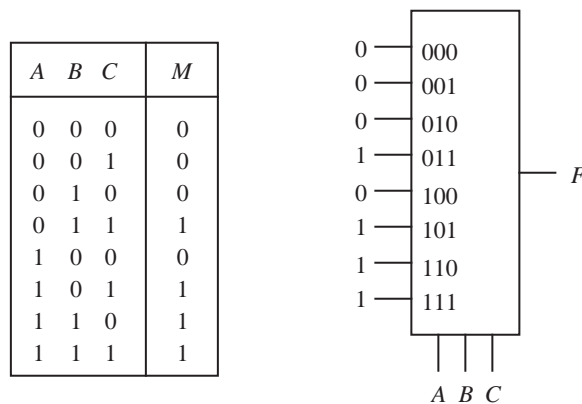 A B C M
0 0 0 0
0 0 1 0
0 1 0 0
0 1 1 1
1 0 0 0
1 0 1 1
1 1 0 1
1 1 1 1
0 000
0 001
0 010
1 011
0 100
1 101
1 110
1 111
F
A B C